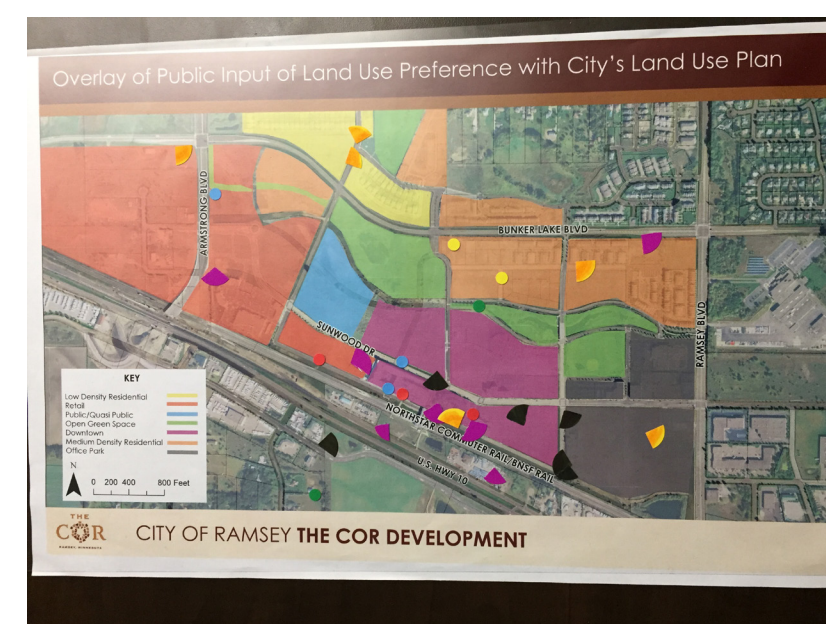 Overlay of Public Input of Land Use Preference with City's Land Use Plan
ARMSTRONG BLVD
BUNKER LAKE BLVD
RAMSEY BLVD
SUNWOOD DR
NORTHSTAR COMMUTER RAIL/BNSF RAIL
U.S. HWY 10
KEY
Low Density Residential
Retail
Public/Quasi Public
Open Green Space
Downtown
Medium Density Residential
Office Park
N
0 200 400 800 Feet
THE
COR
RAMSEY, MINNESOTA
CITY OF RAMSEY THE COR DEVELOPMENT